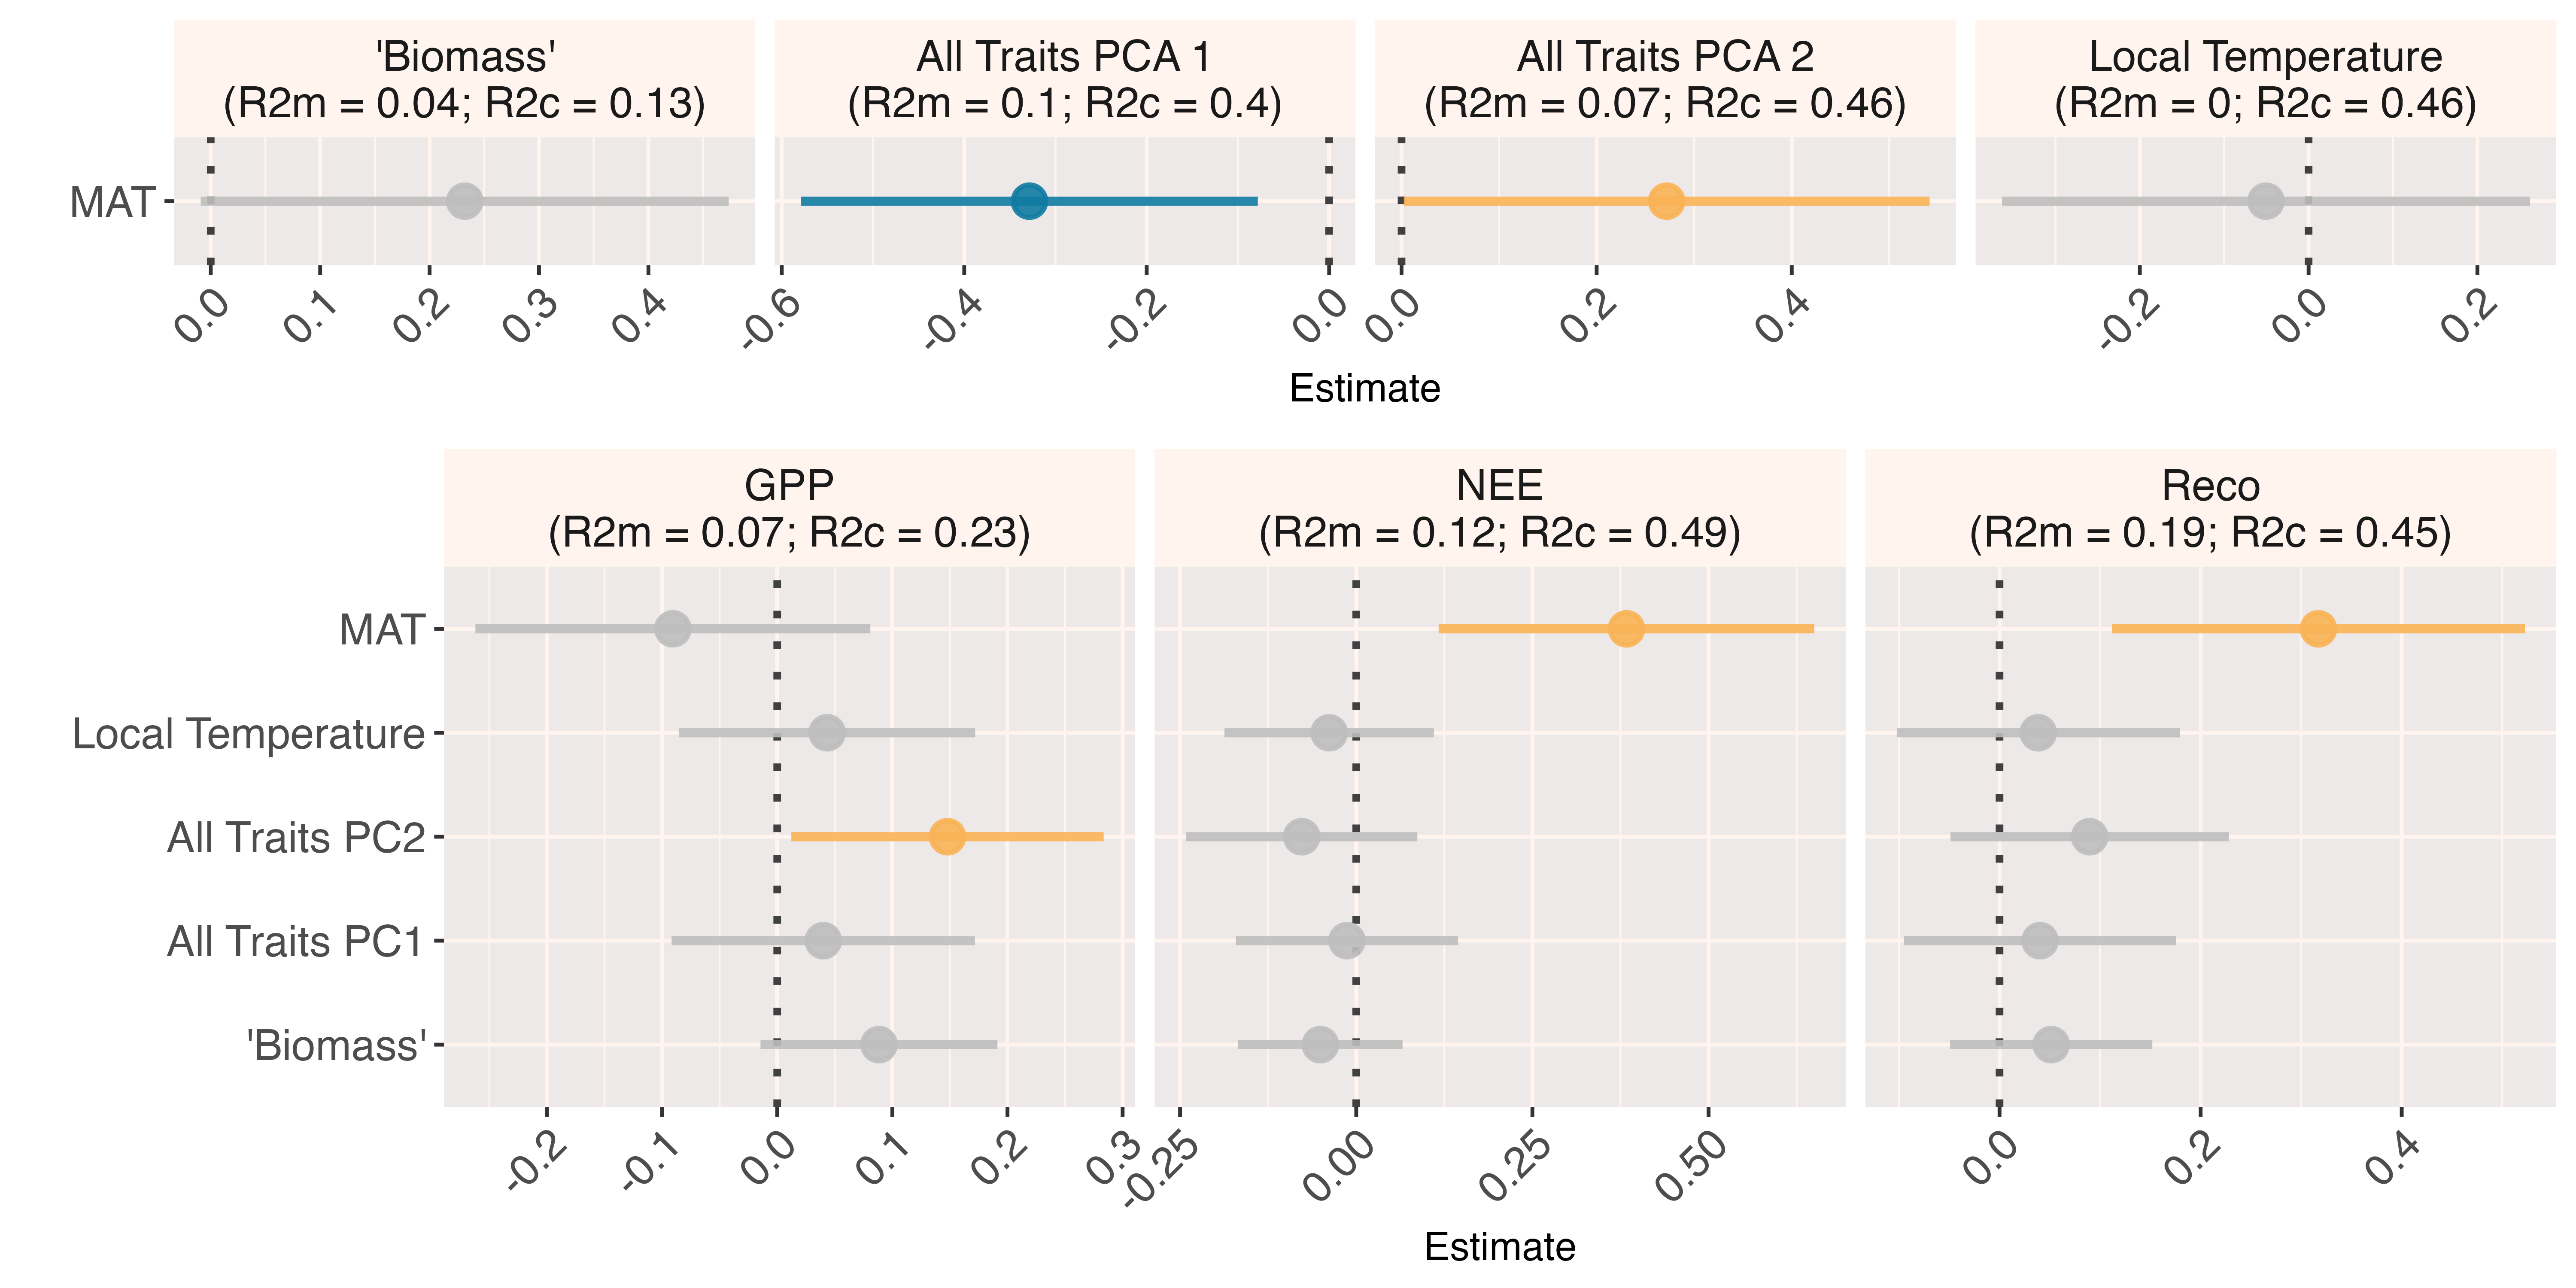 'Biomass'
(R2m = 0.04; R2c = 0.13)
All Traits PCA 1
(R2m = 0.1; R2c = 0.4)
All Traits PCA 2
(R2m = 0.07; R2c = 0.46)
Local Temperature
(R2m = 0; R2c = 0.46)
MAT
0.0 0.1 0.2 0.3 0.4
-0.6 -0.4 -0.2 0.0
0.0 0.2 0.4
-0.2 0.0 0.2
Estimate
GPP
(R2m = 0.07; R2c = 0.23)
NEE
(R2m = 0.12; R2c = 0.49)
Reco
(R2m = 0.19; R2c = 0.45)
MAT
Local Temperature
All Traits PC2
All Traits PC1
'Biomass'
-0.2 -0.1 0.0 0.1 0.2 0.3
-0.25 0.00 0.25 0.50
0.0 0.2 0.4
Estimate